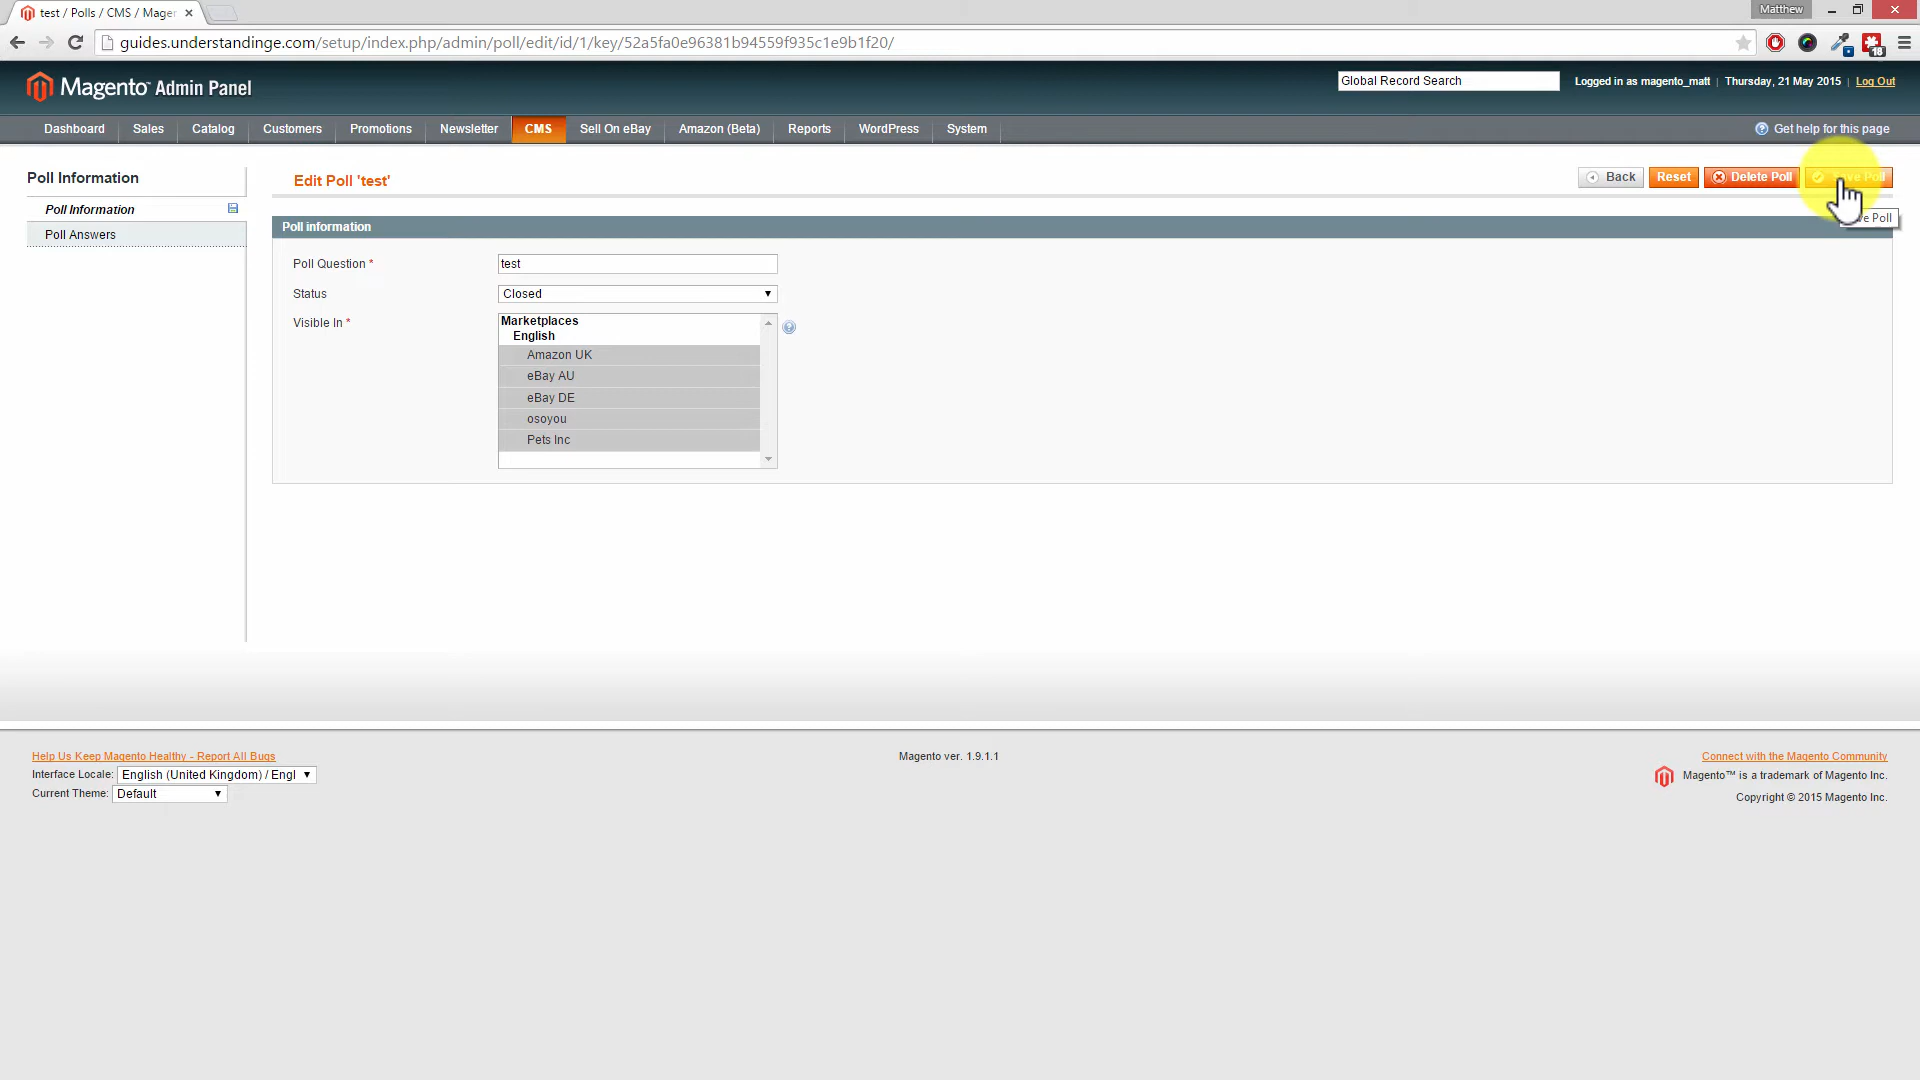 test / Polls / CMS / Mager
Matthew
guides.understandinge.com/setup/index.php/admin/poll/edit/id/1/key/52a5fa0e96381b94559f935c1e9b1f20/
18
Magento™ Admin Panel
Global Record Search
Logged in as magento_matt | Thursday, 21 May 2015 | Log Out
Dashboard Sales Catalog Customers Promotions Newsletter CMS Sell On eBay Amazon (Beta) Reports WordPress System
Get help for this page
Poll Information
Poll Information
Poll Answers
Edit Poll 'test'
Back Reset Delete Poll Poll
Poll
Poll information
Poll Question * test
Status Closed
Visible In *
Marketplaces
English
Amazon UK
eBay AU
eBay DE
osoyou
Pets Inc
Help Us Keep Magento Healthy - Report All Bugs
Interface Locale: English (United Kingdom) / Engl
Current Theme: Default
Magento ver. 1.9.1.1
Connect with the Magento Community
Magento™ is a trademark of Magento Inc.
Copyright © 2015 Magento Inc.